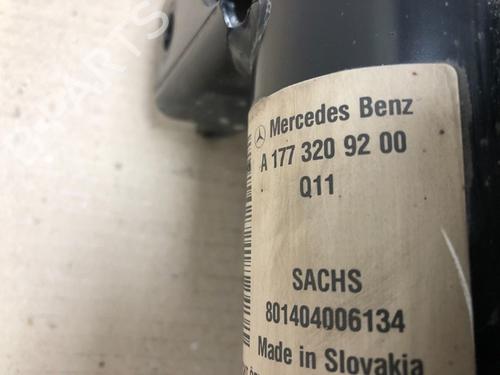 Mercedes Benz
A 177 320 92 00
Q11
SACHS
801404006134
Made in Slovakia